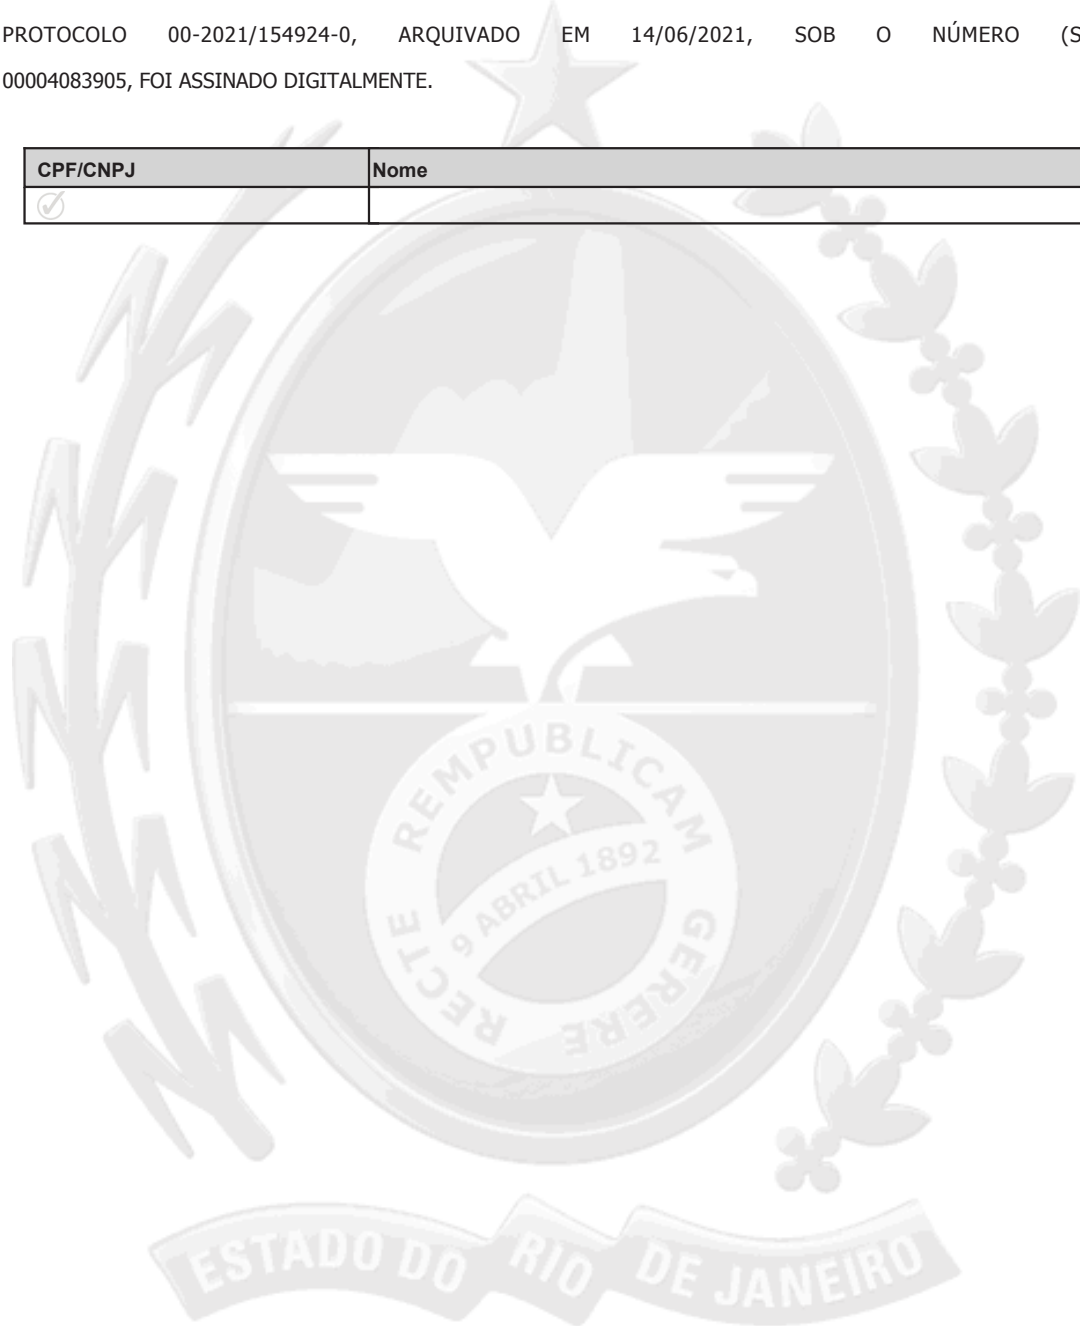 PROTOCOLO 00-2021/154924-0, ARQUIVADO EM 14/06/2021, SOB O NÚMERO (S
00004083905, FOI ASSINADO DIGITALMENTE.
CPF/CNPJ Nome
REMPUBLICAM
9 ABRIL 1892
RECTE GERERE
ESTADO DO RIO DE JANEIRO